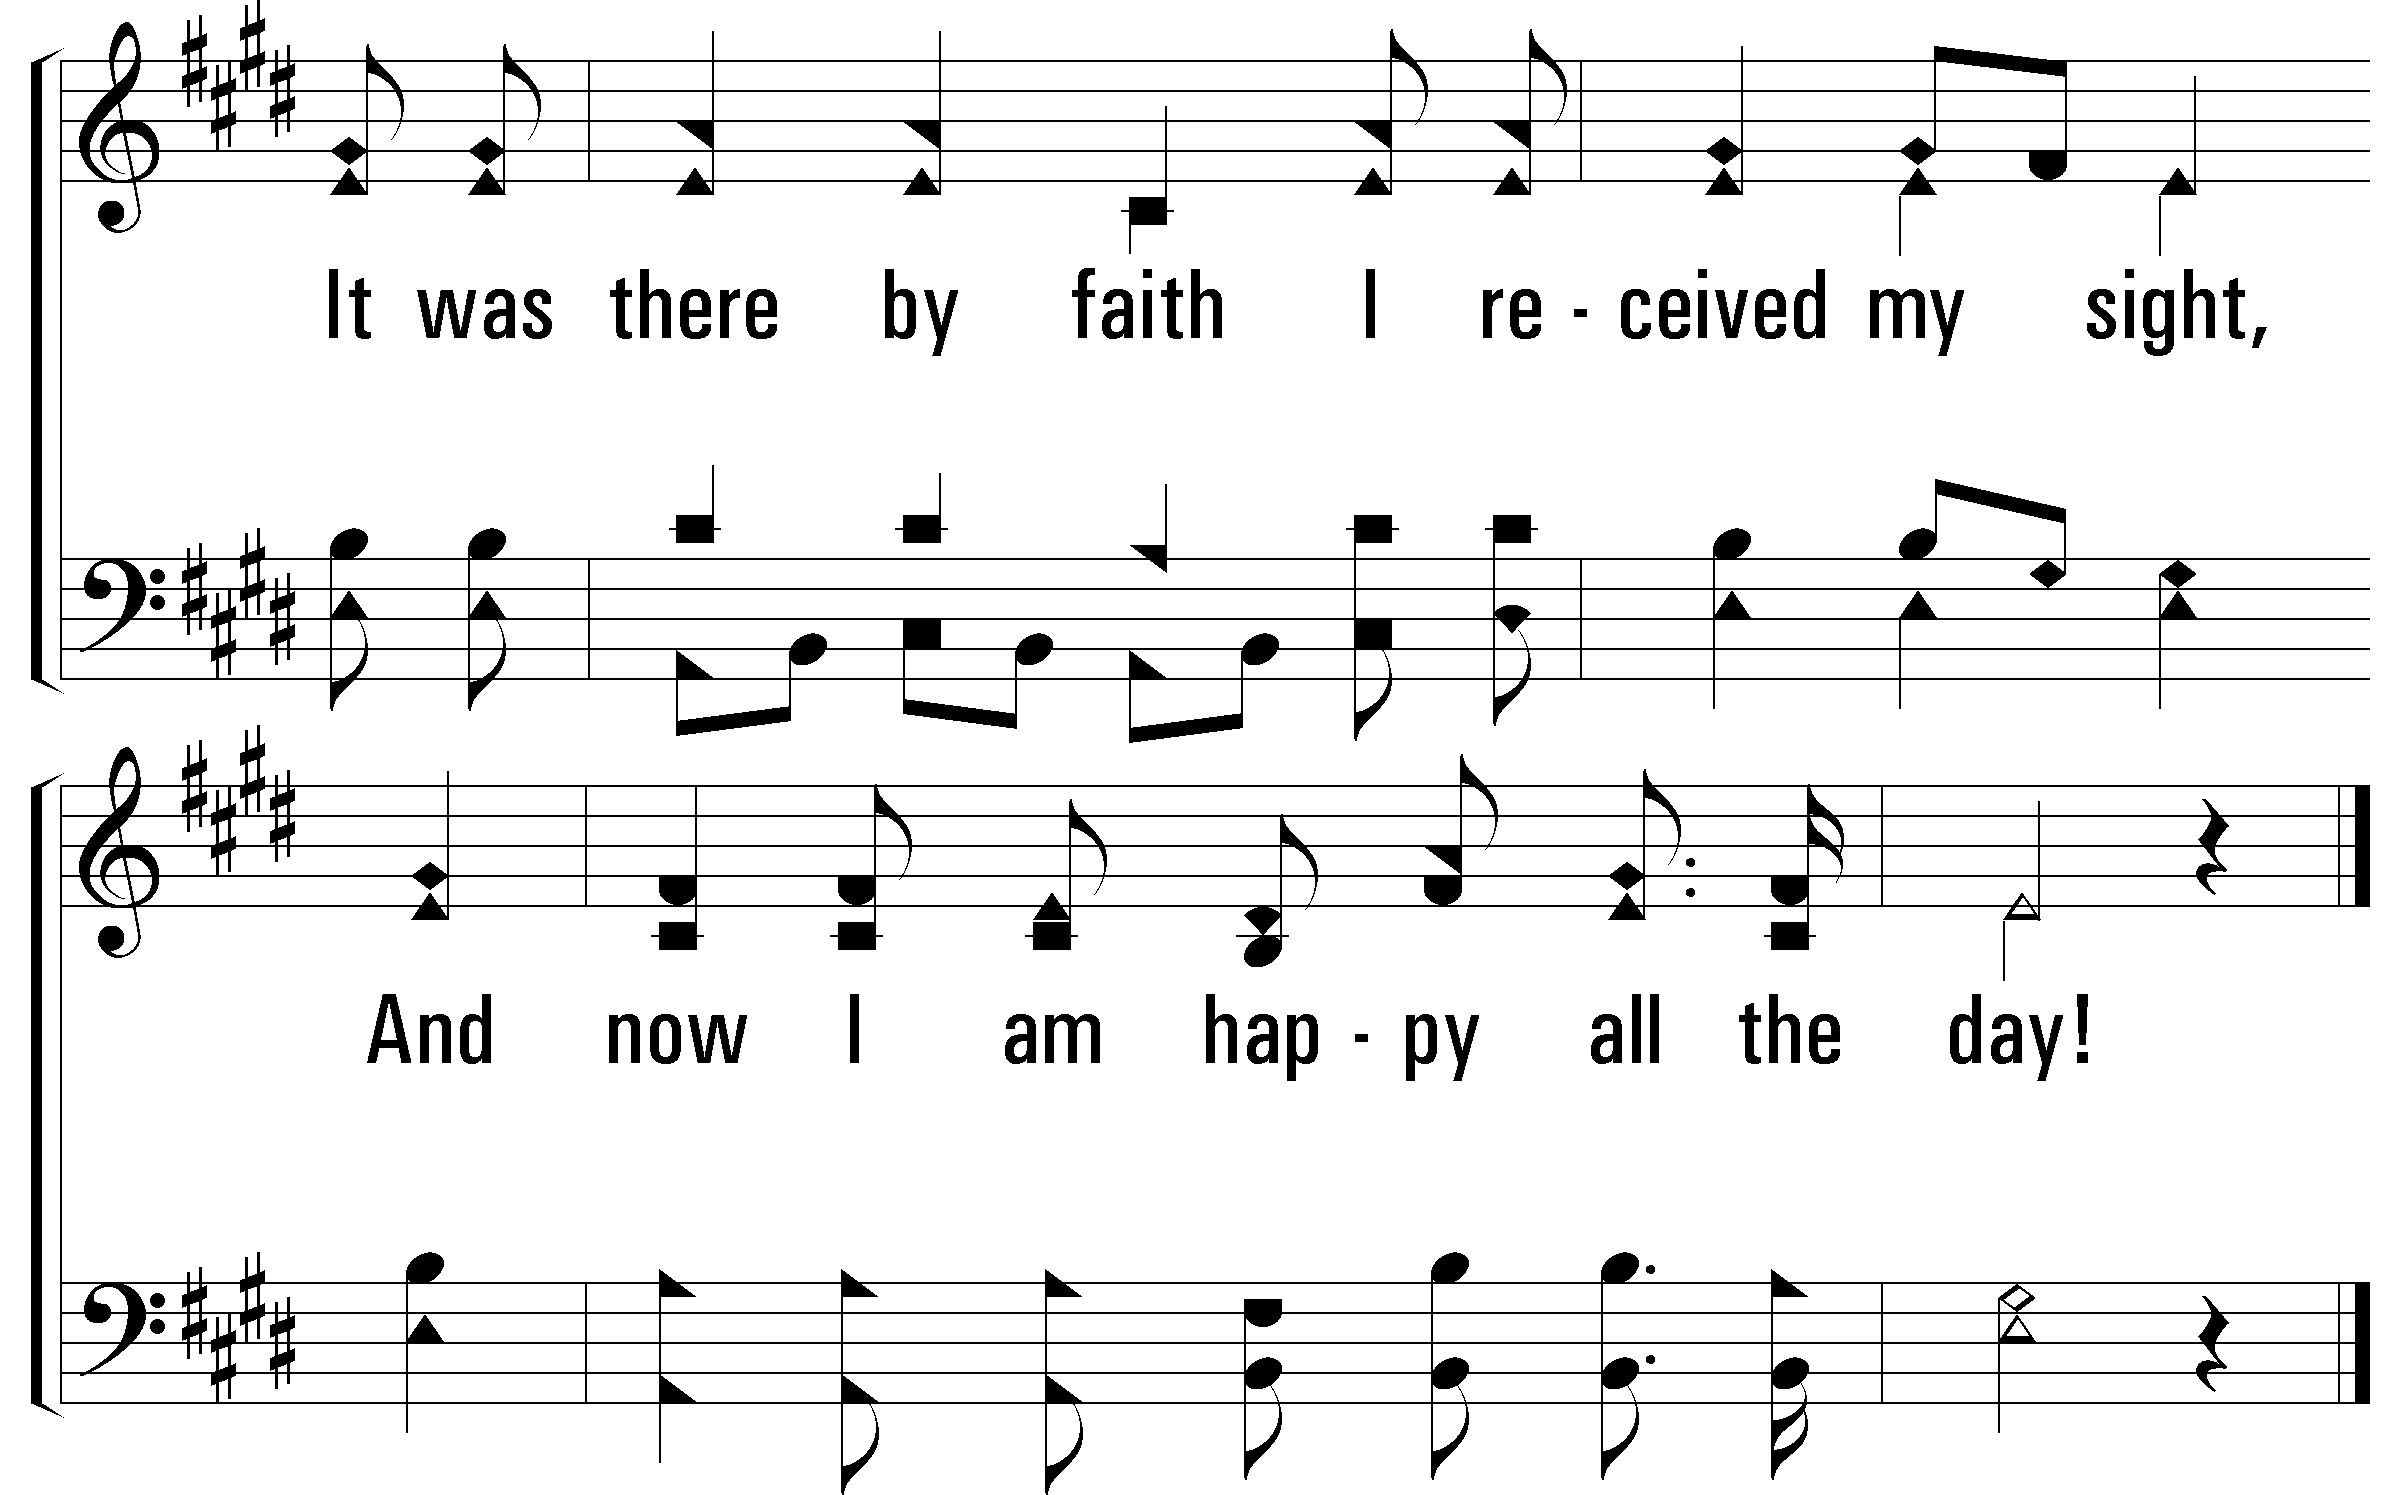 It was there by faith I re - ceived my sight,
And now I am hap - py all the day!